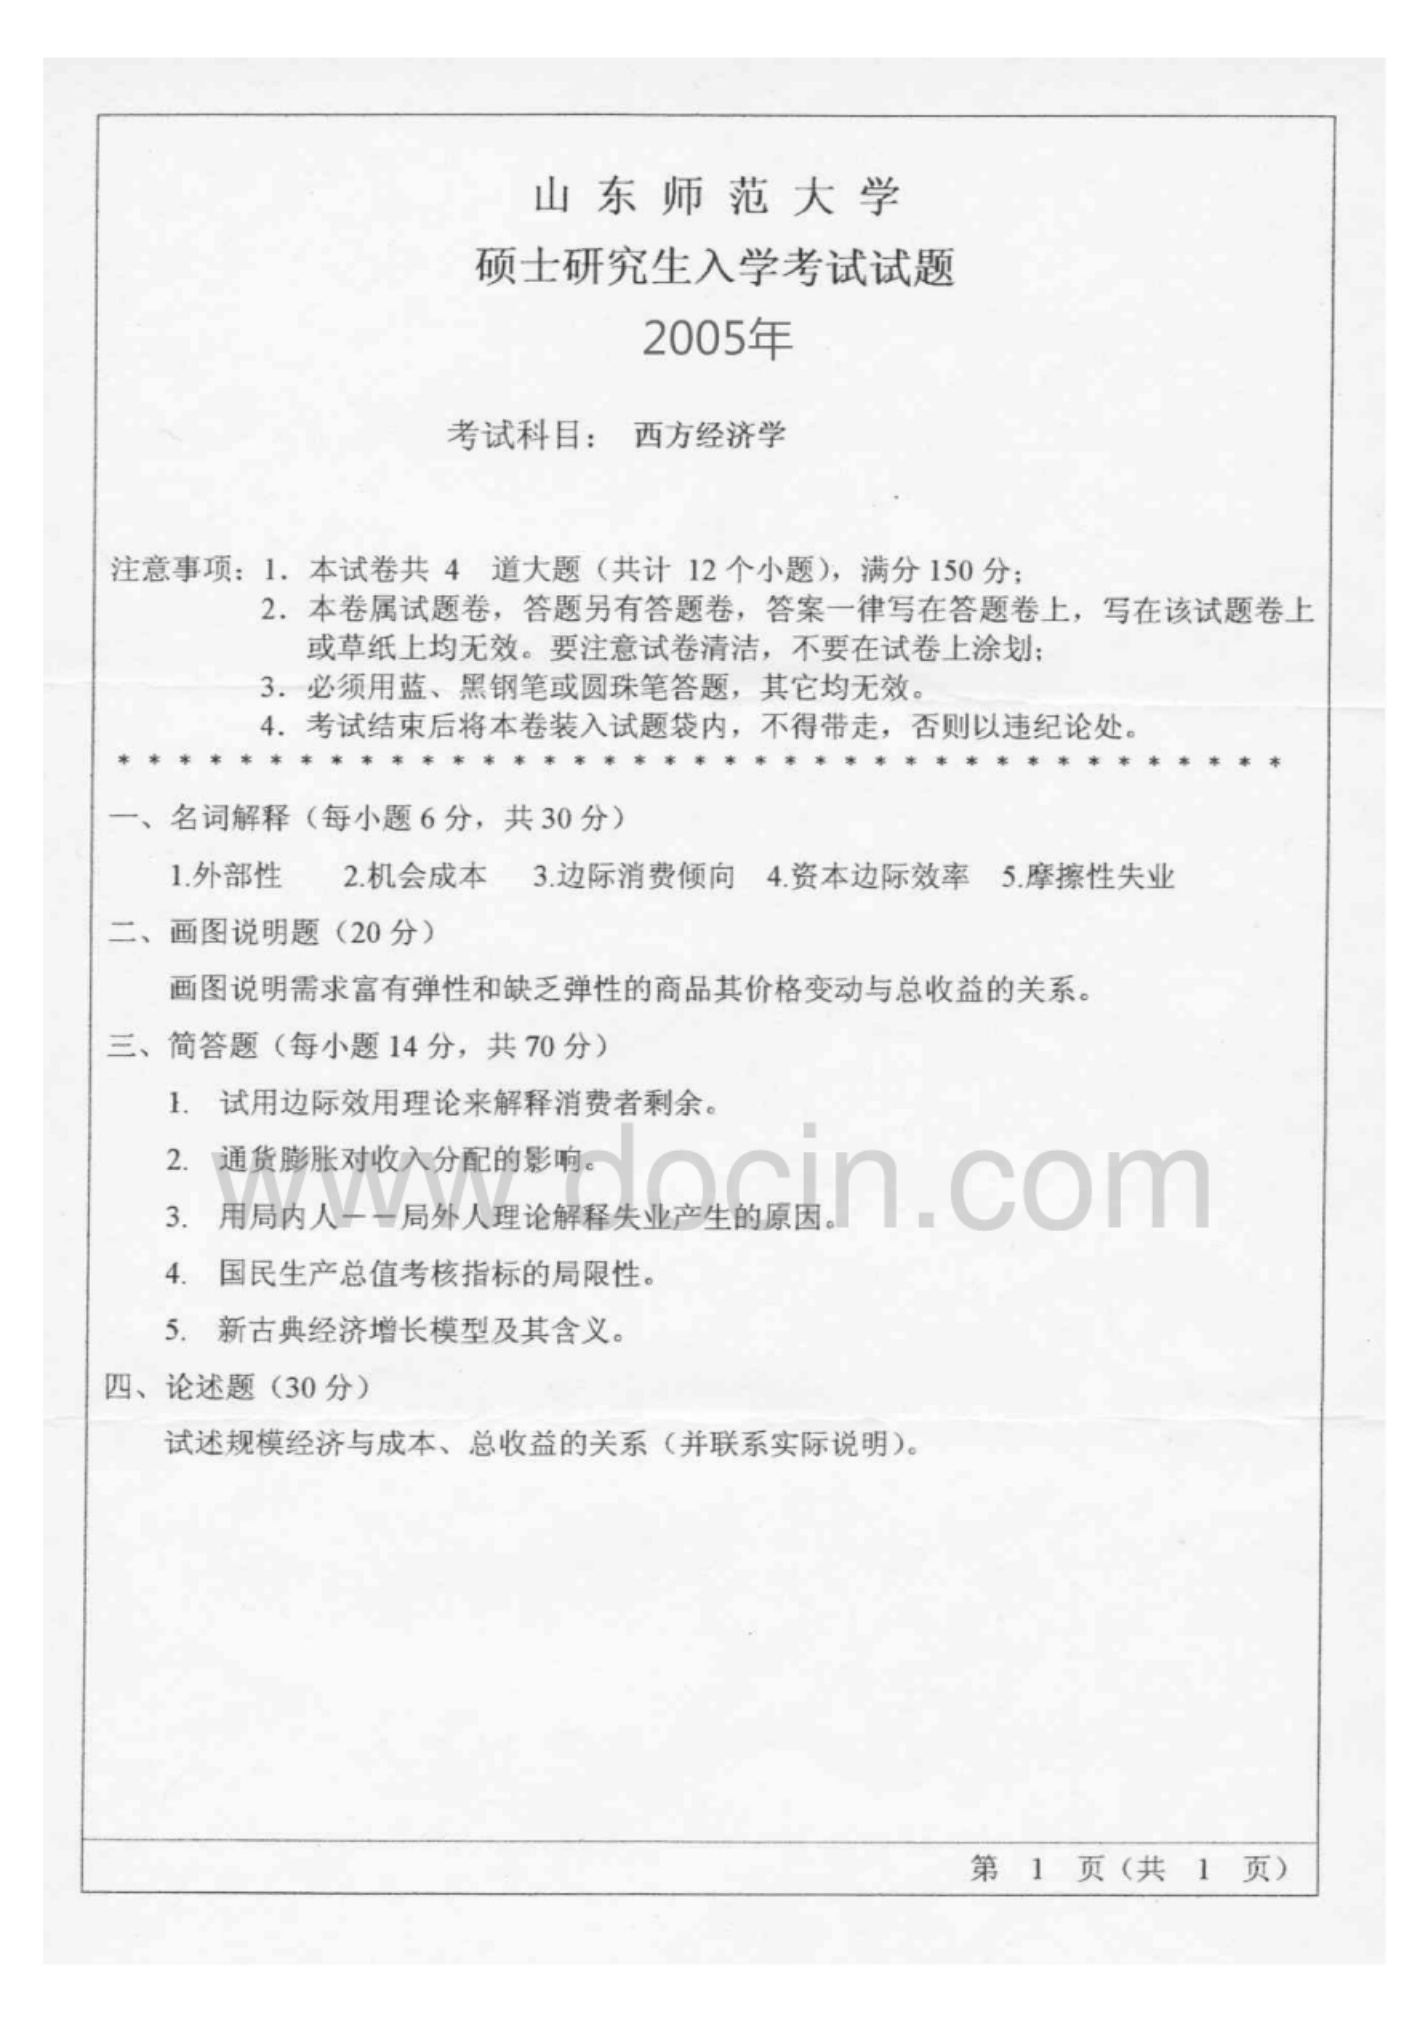 山东师范大学
硕士研究生入学考试试题
2005年
考试科目： 西方经济学
注意事项：1．本试卷共 4 道大题（共计 12 个小题），满分 150 分；
2．本卷属试题卷，答题另有答题卷，答案一律写在答题卷上，写在该试题卷上
或草纸上均无效。要注意试卷清洁，不要在试卷上涂划；
3．必须用蓝、黑钢笔或圆珠笔答题，其它均无效。
4．考试结束后将本卷装入试题袋内，不得带走，否则以违纪论处。
* * * * * * * * * * * * * * * * * * * * * * * * * * * * * * * * * * * * * * *
一、名词解释（每小题 6 分，共 30 分）
1.外部性 2.机会成本 3.边际消费倾向 4.资本边际效率 5.摩擦性失业
二、画图说明题（20 分）
画图说明需求富有弹性和缺乏弹性的商品其价格变动与总收益的关系。
三、简答题（每小题 14 分，共 70 分）
1. 试用边际效用理论来解释消费者剩余。
2. 通货膨胀对收入分配的影响。
www.docin.com
3. 用局内人——局外人理论解释失业产生的原因。
4. 国民生产总值考核指标的局限性。
5. 新古典经济增长模型及其含义。
四、论述题（30 分）
试述规模经济与成本、总收益的关系（并联系实际说明）。
第 1 页（共 1 页）